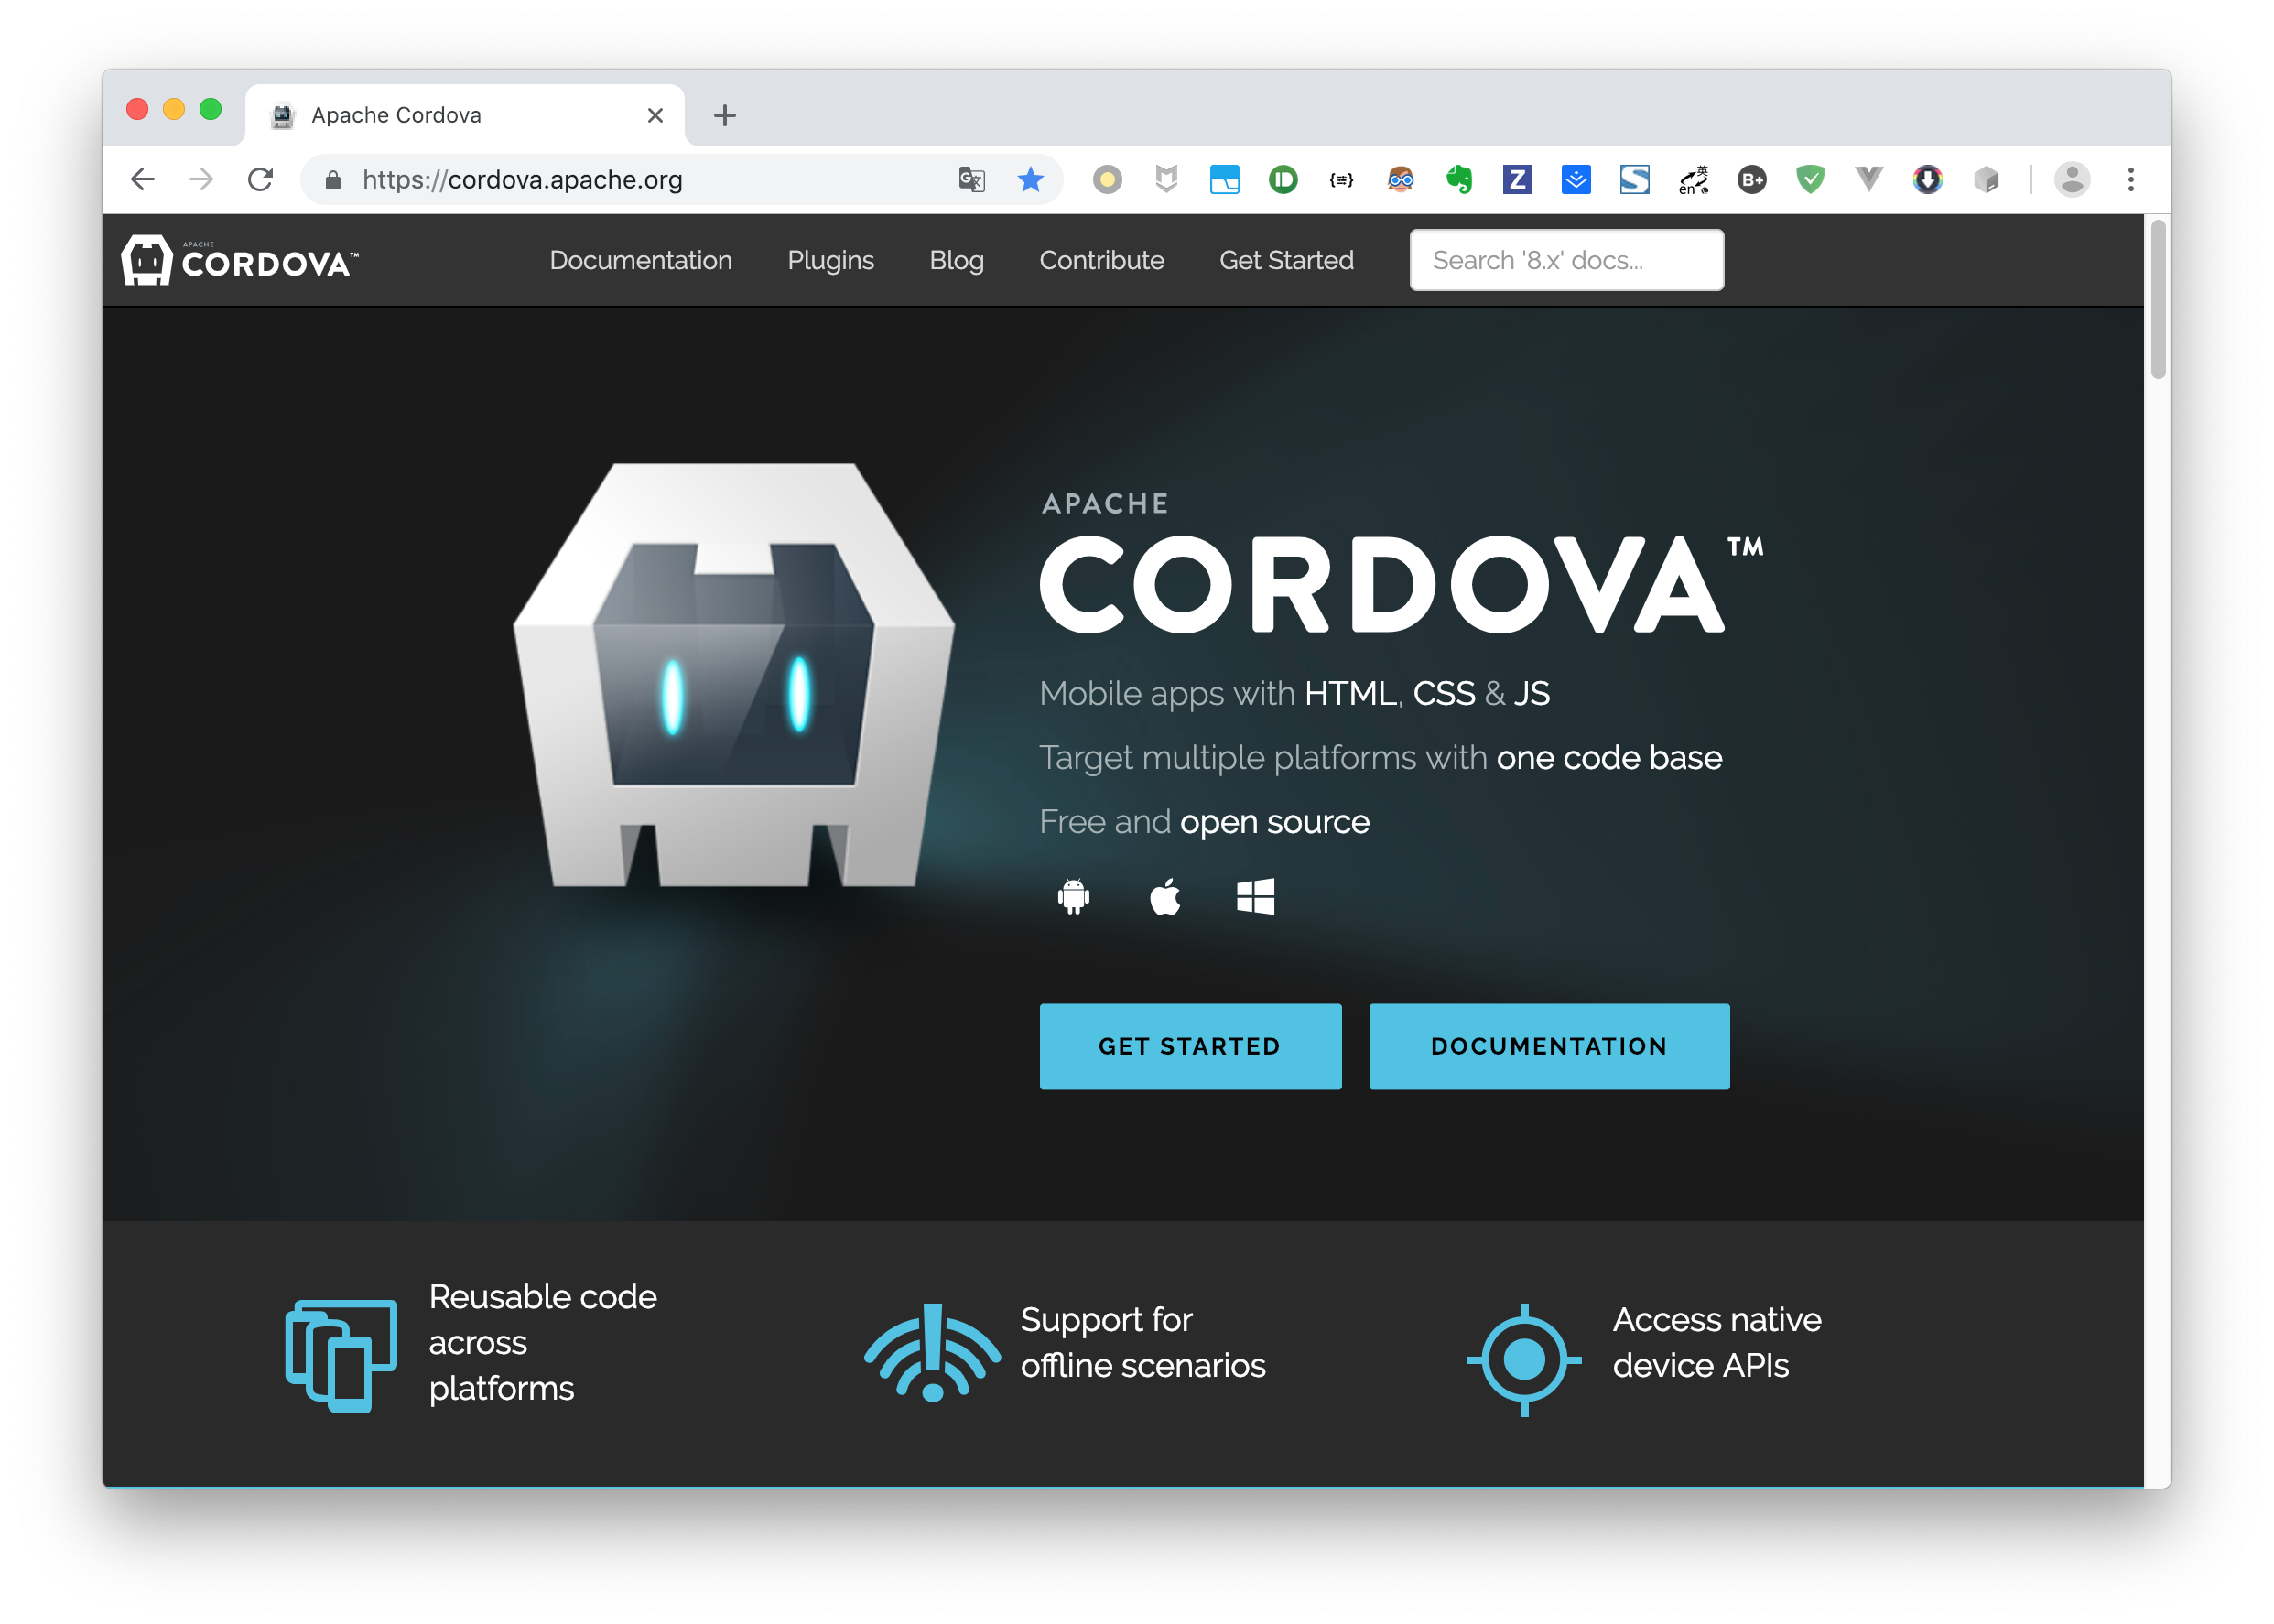 Apache Cordova
https://cordova.apache.org
{≡}
Z
S
英
en
B+
APACHE
CORDOVA™
Documentation
Plugins
Blog
Contribute
Get Started
Search '8.x' docs...
APACHE
CORDOVA™
Mobile apps with HTML, CSS & JS
Target multiple platforms with one code base
Free and open source
GET STARTED
DOCUMENTATION
Reusable code
across
platforms
Support for
offline scenarios
Access native
device APIs